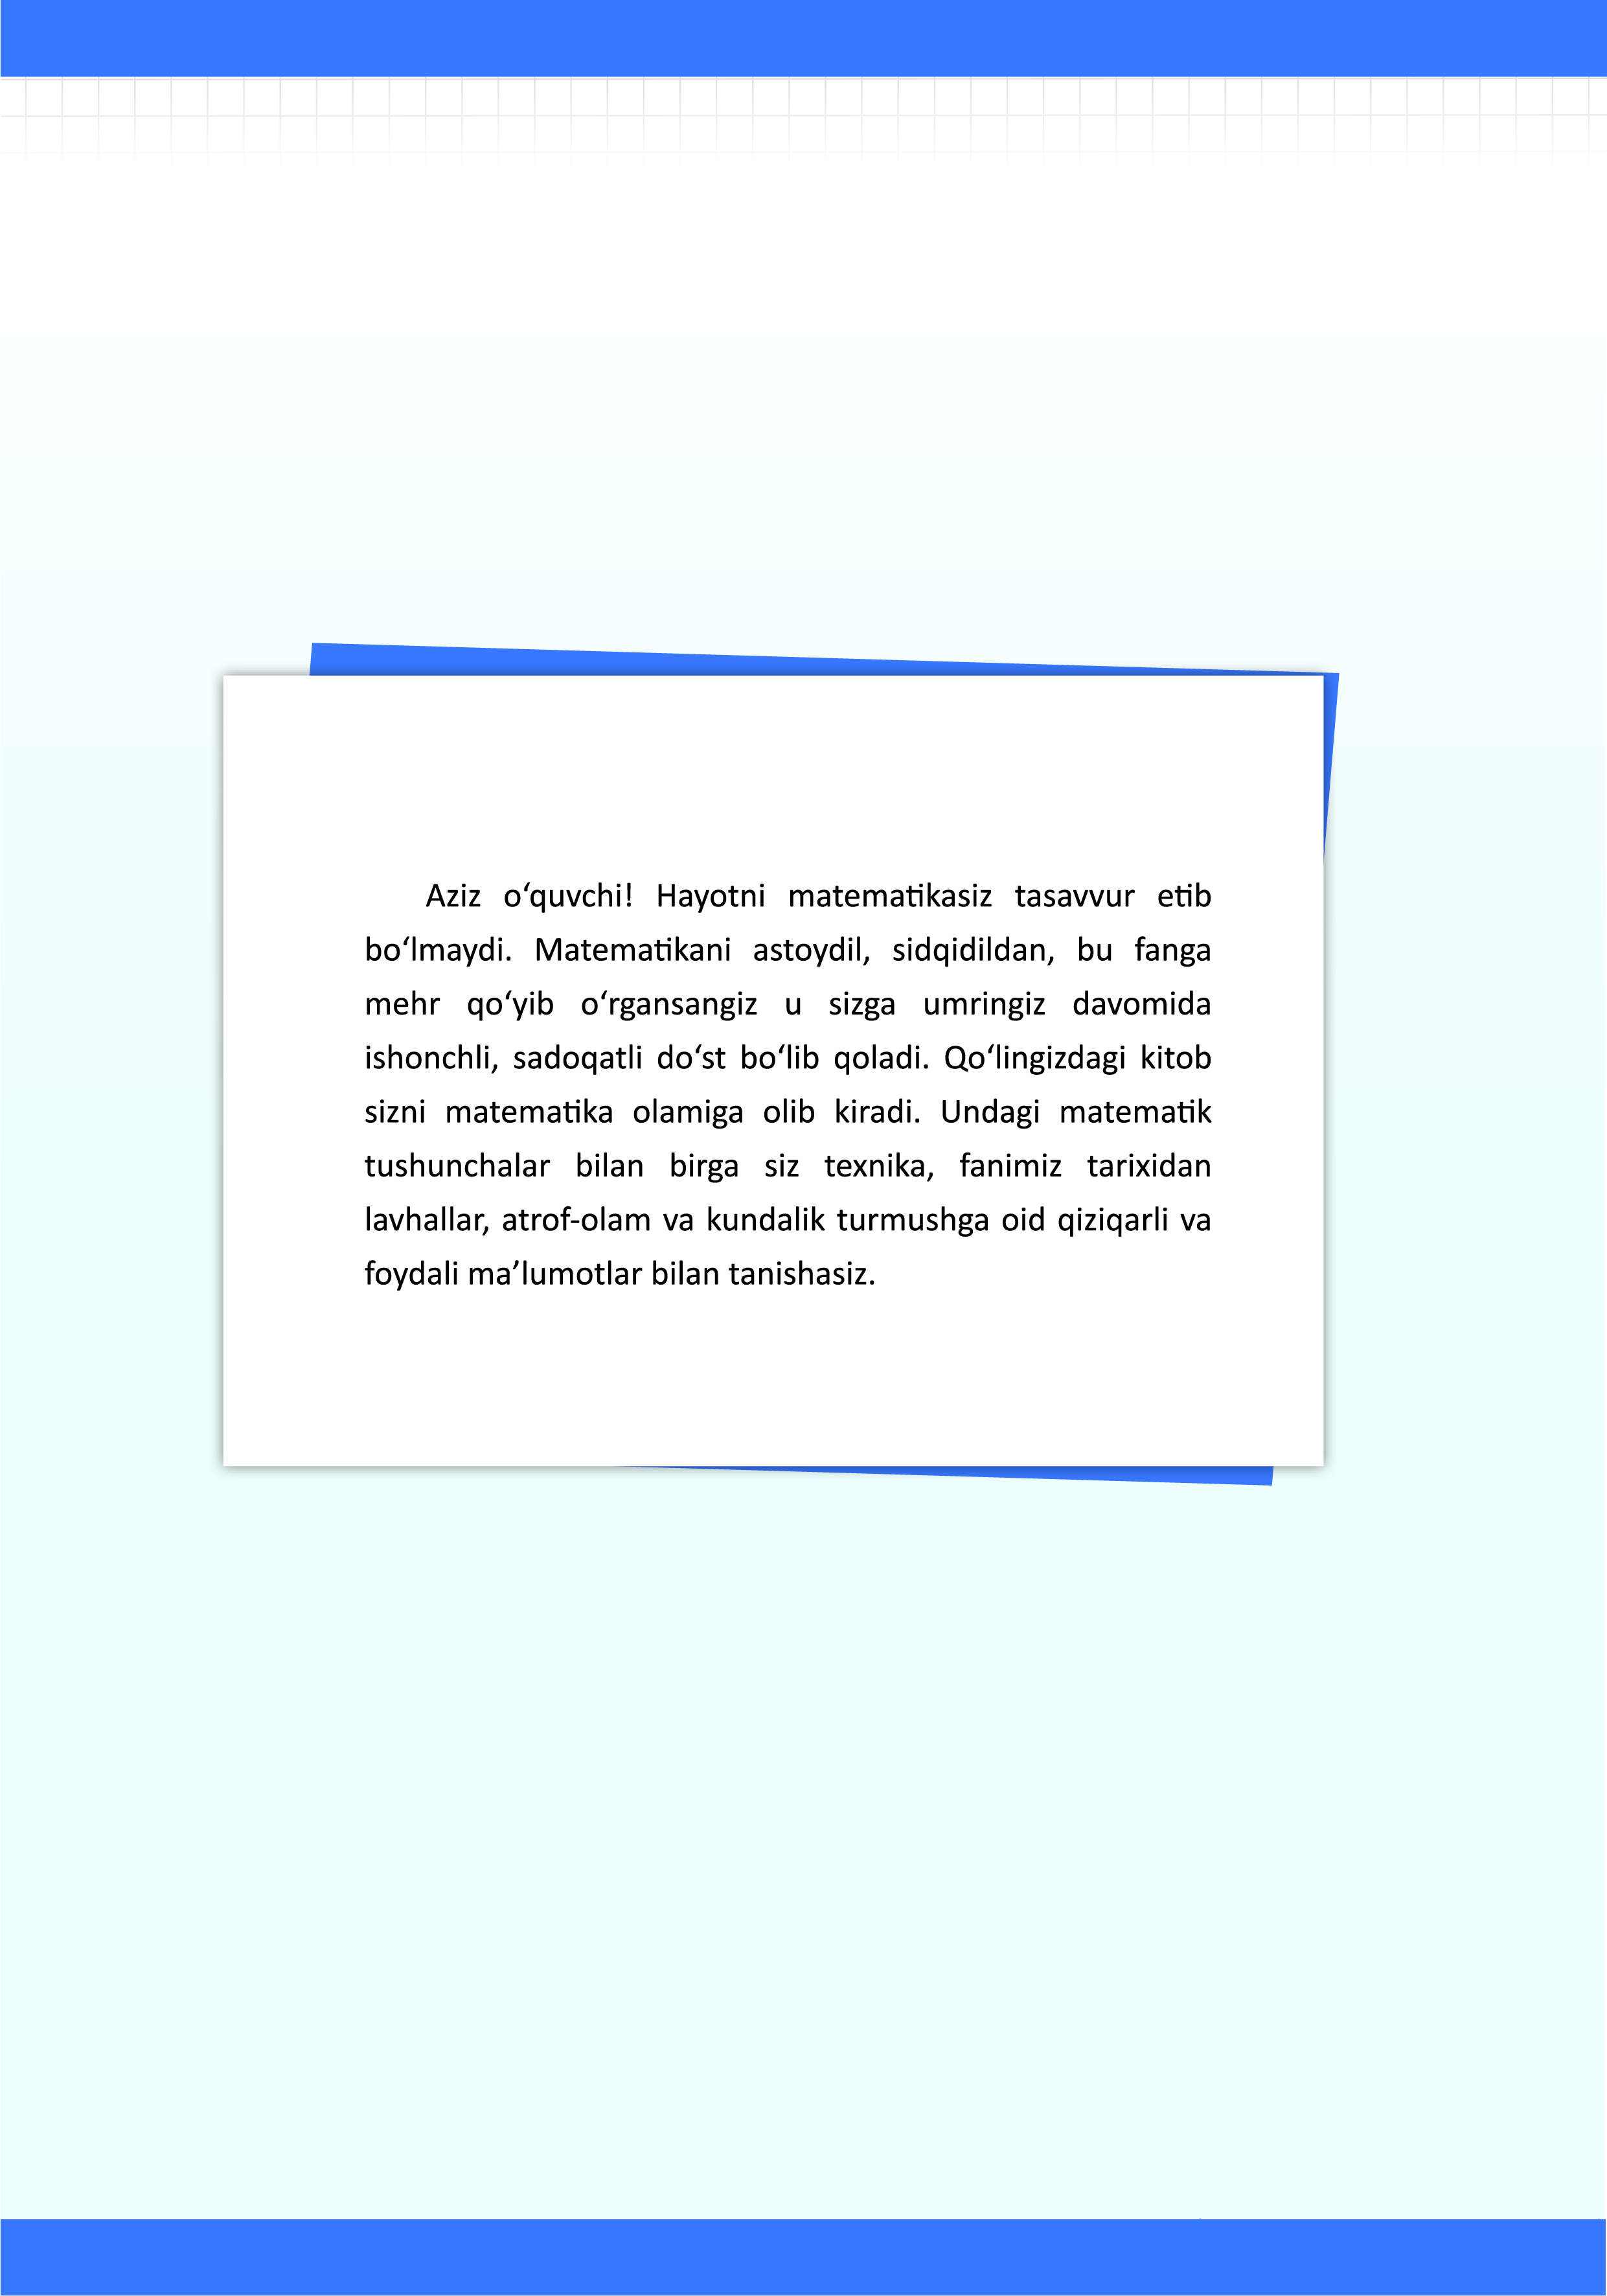 Aziz o‘quvchi! Hayotni matematikasiz tasavvur etib
bo‘lmaydi. Matematikani astoydil, sidqidildan, bu fanga
mehr qo‘yib o‘rgansangiz u sizga umringiz davomida
ishonchli, sadoqatli do‘st bo‘lib qoladi. Qo‘lingizdagi kitob
sizni matematika olamiga olib kiradi. Undagi matematik
tushunchalar bilan birga siz texnika, fanimiz tarixidan
lavhallar, atrof-olam va kundalik turmushga oid qiziqarli va
foydali ma’lumotlar bilan tanishasiz.